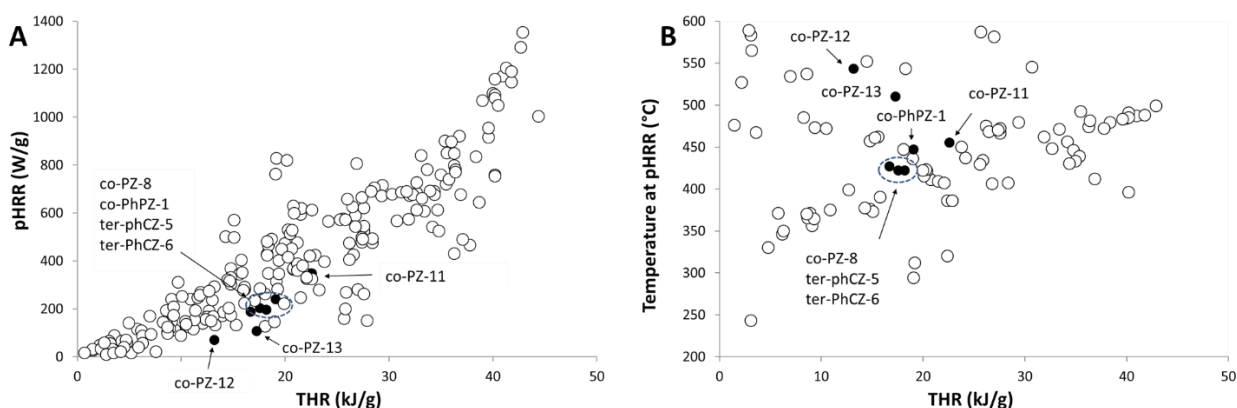 A
pHRR (W/g)
1400
1200
1000
800
600
400
200
0
co-PZ-8
co-PhPZ-1
ter-phCZ-5
ter-PhCZ-6
co-PZ-11
co-PZ-13
co-PZ-12
0
10
20
30
40
50
THR (kJ/g)
B
Temperature at pHRR (°C)
600
550
500
450
400
350
300
250
200
co-PZ-12
co-PZ-13
co-PZ-11
co-PhPZ-1
co-PZ-8
ter-phCZ-5
ter-PhCZ-6
0
10
20
30
40
50
THR (kJ/g)